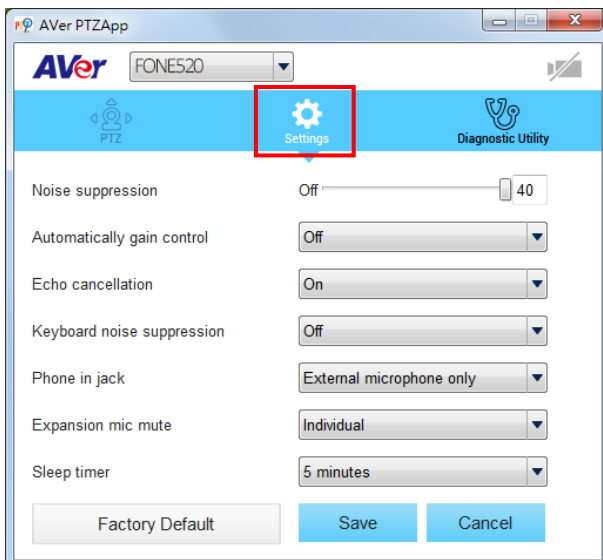 AVer PTZApp
AVer FONE520
PTZ Settings Diagnostic Utility
Noise suppression Off 40
Automatically gain control Off
Echo cancellation On
Keyboard noise suppression Off
Phone in jack External microphone only
Expansion mic mute Individual
Sleep timer 5 minutes
Factory Default Save Cancel